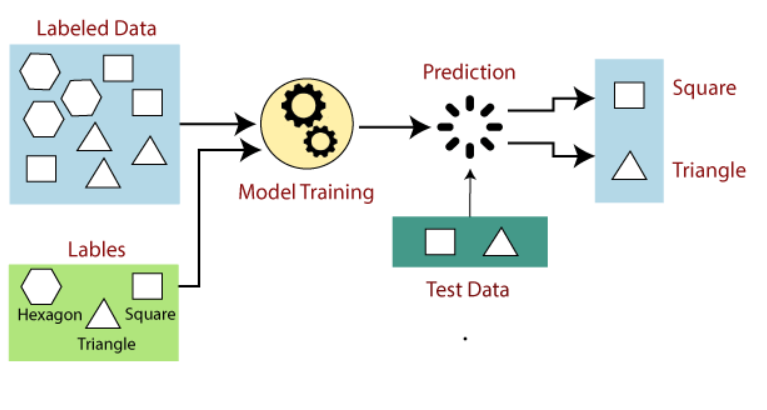 Labeled Data
Prediction
Square
Triangle
Model Training
Lables
Hexagon
Square
Triangle
Test Data